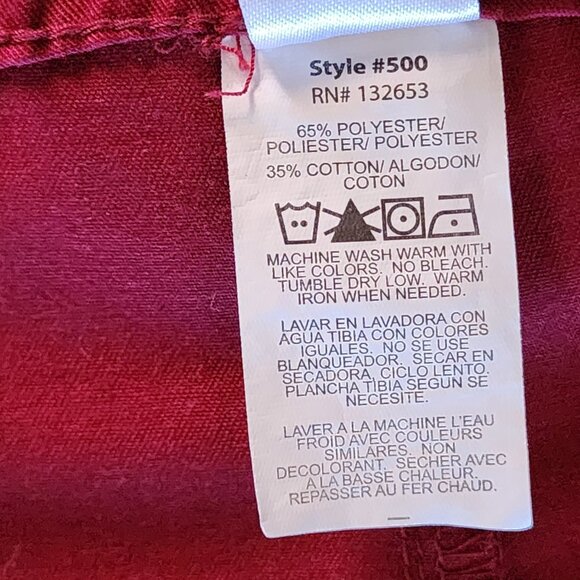 Style #500
RN# 132653
65% POLYESTER/
POLIESTER/ POLYESTER
35% COTTON/ ALGODON/
COTON
MACHINE WASH WARM WITH
LIKE COLORS. NO BLEACH.
TUMBLE DRY LOW. WARM
IRON WHEN NEEDED.
LAVAR EN LAVADORA CON
AGUA TIBIA CON COLORES
IGUALES. NO SE USE
BLANQUEADOR. SECAR EN
SECADORA, CICLO LENTO.
PLANCHA TIBIA SEGUN SE
NECESITE.
LAVER A LA MACHINE L'EAU
FROID AVEC COULEURS
SIMILARES. NON
DECOLORANT. SECHER AVEC
A LA BASSE CHALEUR.
REPASSER AU FER CHAUD.